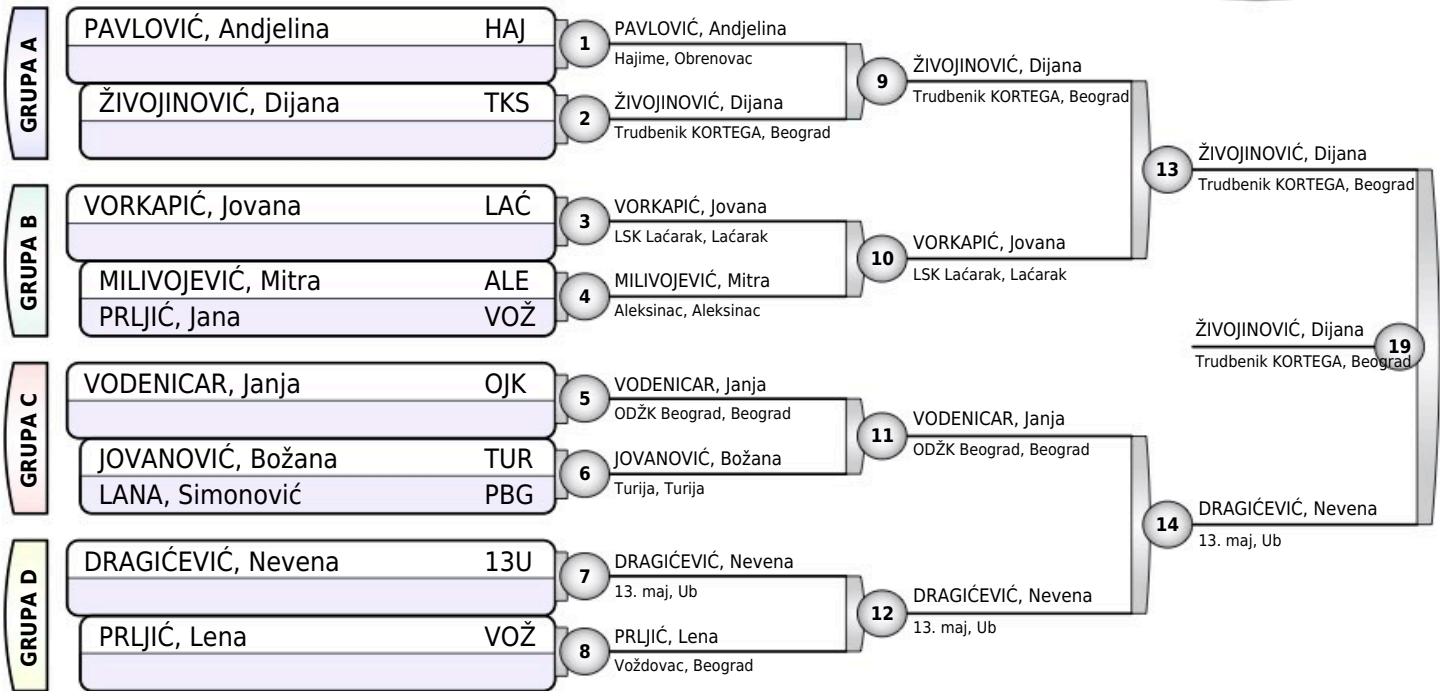 GRUPA A
PAVLOVIĆ, Andjelina HAJ
ŽIVOJINOVIĆ, Dijana TKS
GRUPA B
VORKAPIĆ, Jovana LAĆ
MILIVOJEVIĆ, Mitra ALE
PRLJIĆ, Jana VOŽ
GRUPA C
VODENICAR, Janja OJK
JOVANOVIĆ, Božana TUR
LANA, Simonović PBG
GRUPA D
DRAGIĆEVIĆ, Nevena 13U
PRLJIĆ, Lena VOŽ
1
PAVLOVIĆ, Andjelina
Hajime, Obrenovac
2
ŽIVOJINOVIĆ, Dijana
Trudbenik KORTEGA, Beograd
3
VORKAPIĆ, Jovana
LSK Laćarak, Laćarak
4
MILIVOJEVIĆ, Mitra
Aleksinac, Aleksinac
5
VODENICAR, Janja
ODŽK Beograd, Beograd
6
JOVANOVIĆ, Božana
Turija, Turija
7
DRAGIĆEVIĆ, Nevena
13. maj, Ub
8
PRLJIĆ, Lena
Voždovac, Beograd
9
ŽIVOJINOVIĆ, Dijana
Trudbenik KORTEGA, Beograd
10
VORKAPIĆ, Jovana
LSK Laćarak, Laćarak
11
VODENICAR, Janja
ODŽK Beograd, Beograd
12
DRAGIĆEVIĆ, Nevena
13. maj, Ub
13
ŽIVOJINOVIĆ, Dijana
Trudbenik KORTEGA, Beograd
14
DRAGIĆEVIĆ, Nevena
13. maj, Ub
ŽIVOJINOVIĆ, Dijana
19
Trudbenik KORTEGA, Beograd